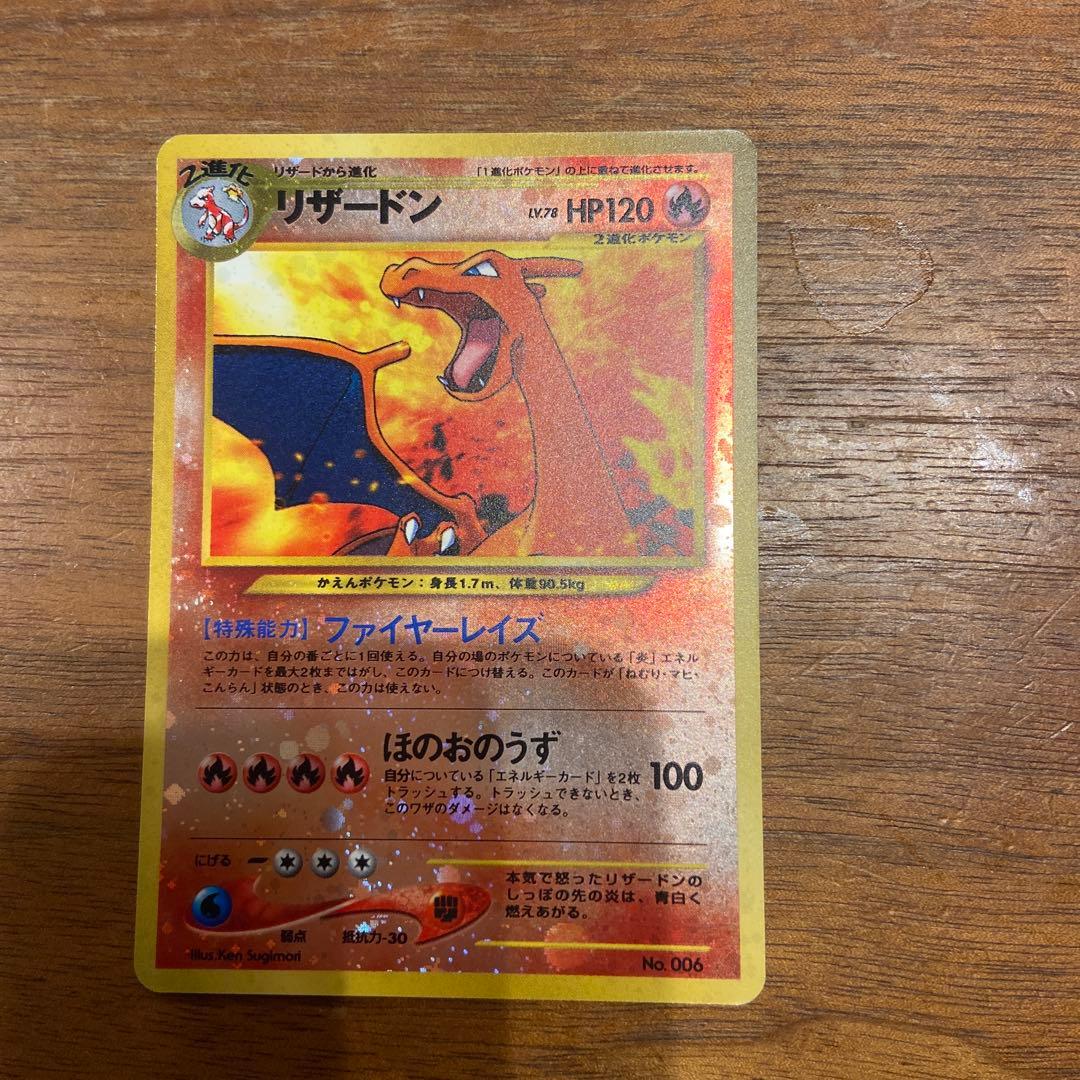 2進化
リザードから進化
「1進化ポケモン」の上に重ねて進化させます。
リザードン
LV.78 HP120
2進化ポケモン
かえんポケモン：身長1.7m、体重90.5kg
【特殊能力】ファイヤーレイズ
この力は、自分の番ごとに1回使える。自分の場のポケモンについている「炎」エネル
ギーカードを最大2枚まではがし、このカードにつけ替える。このカードが「ねむり・マヒ・
こんらん」状態のとき、この力は使えない。
ほのおのうず
自分についている「エネルギーカード」を2枚
トラッシュする。トラッシュできないとき、
このワザのダメージはなくなる。
100
にげる
本気で怒ったリザードンの
しっぽの先の炎は、青白く
燃えあがる。
弱点
抵抗力-30
Illus.Ken Sugimori
No. 006